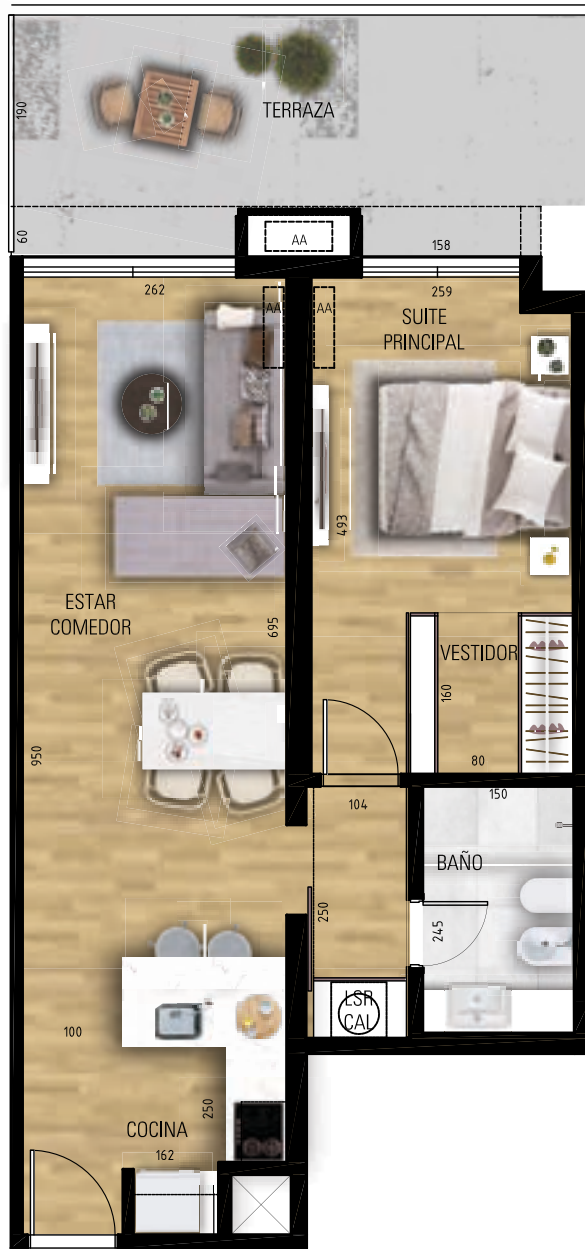 190
TERRAZA
60
AA
158
262
AA
AA
259
SUITE
PRINCIPAL
493
ESTAR
COMEDOR
695
VESTIDOR
160
950
80
104
150
BAÑO
250
245
LSR
CAL
100
250
COCINA
162